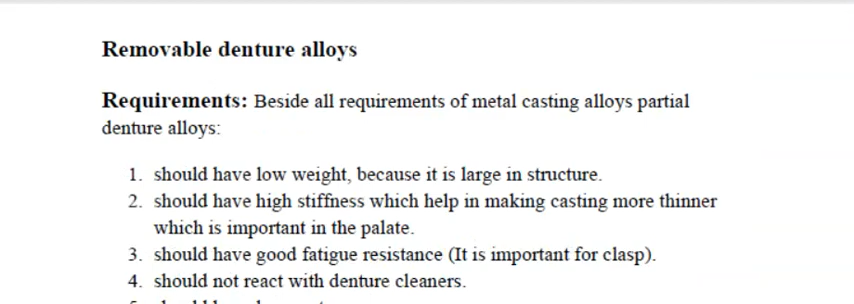 Removable denture alloys
Requirements: Beside all requirements of metal casting alloys partial
denture alloys:
1. should have low weight, because it is large in structure.
2. should have high stiffness which help in making casting more thinner
which is important in the palate.
3. should have good fatigue resistance (It is important for clasp).
4. should not react with denture cleaners.